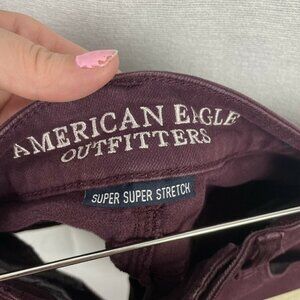 AMERICAN EAGLE
OUTFITTERS
SUPER SUPER STRETCH